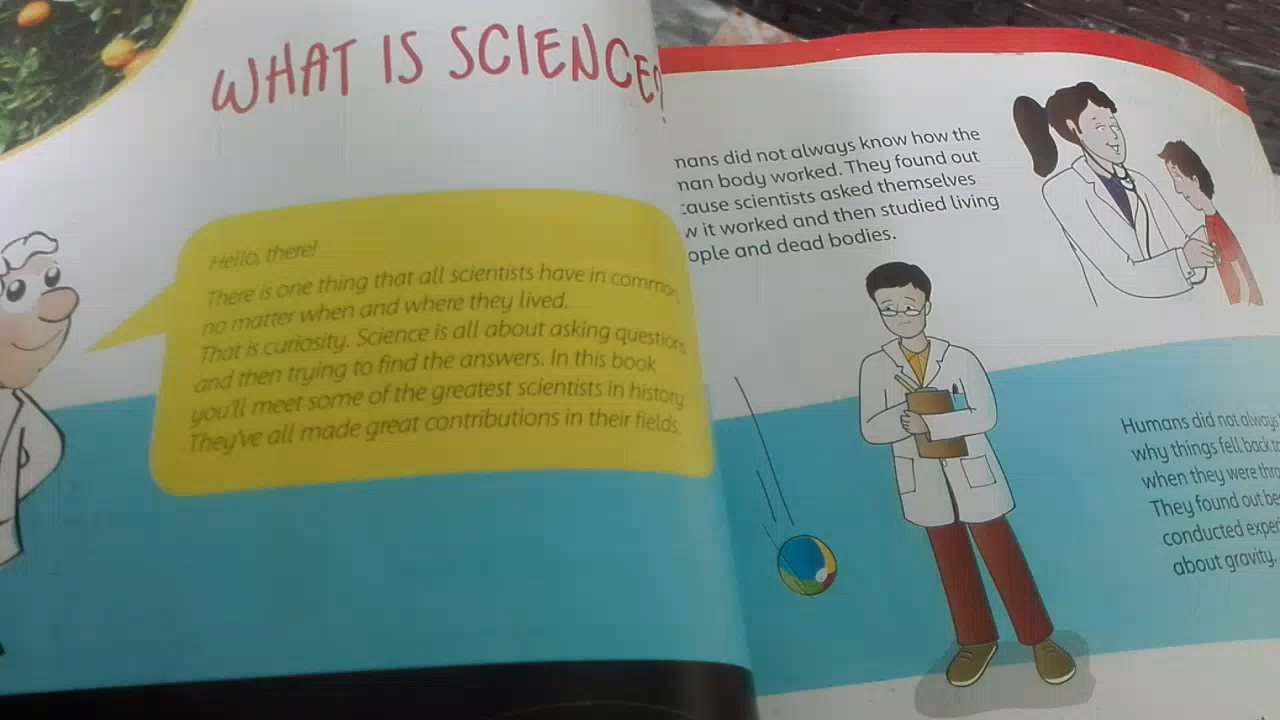 WHAT IS SCIENCE?
Hello, there!
There is one thing that all scientists have in common,
no matter when and where they lived.
That is curiosity. Science is all about asking questions
and then trying to find the answers. In this book
you'll meet some of the greatest scientists in history.
They've all made great contributions in their fields.
mans did not always know how the
man body worked. They found out
cause scientists asked themselves
w it worked and then studied living
ople and dead bodies.
Humans did not always
why things fell back to
when they were thro
They found out be
conducted exper
about gravity.